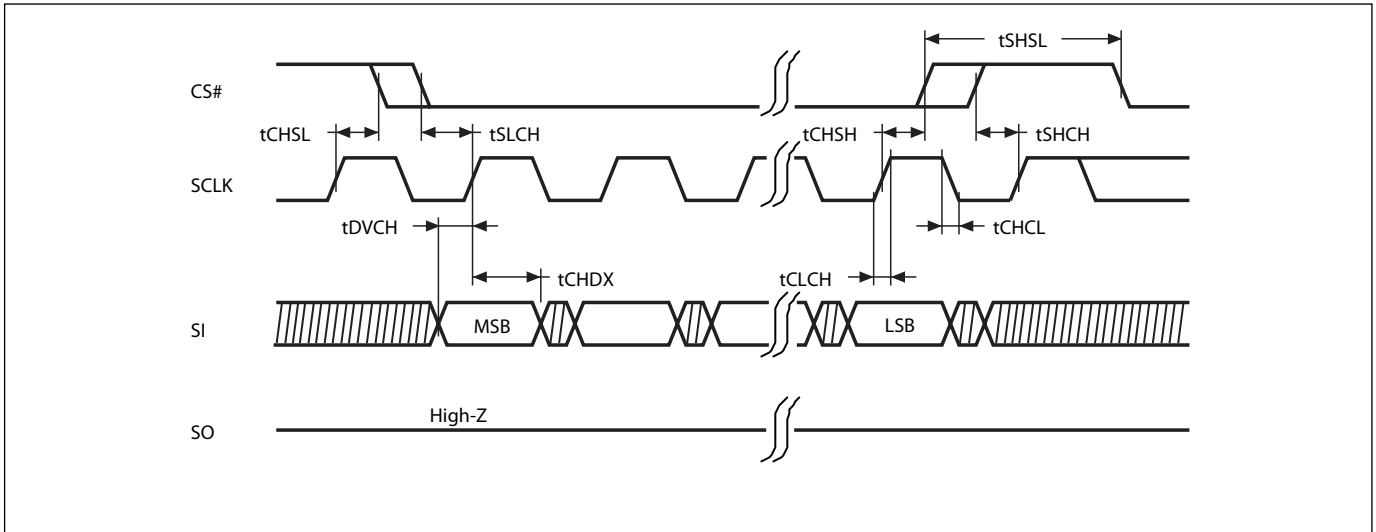 tSHSL
CS#
tCHSL
tSLCH
tCHSH
tSHCH
SCLK
tDVCH
tCHCL
tCHDX
tCLCH
SI
MSB
LSB
High-Z
SO